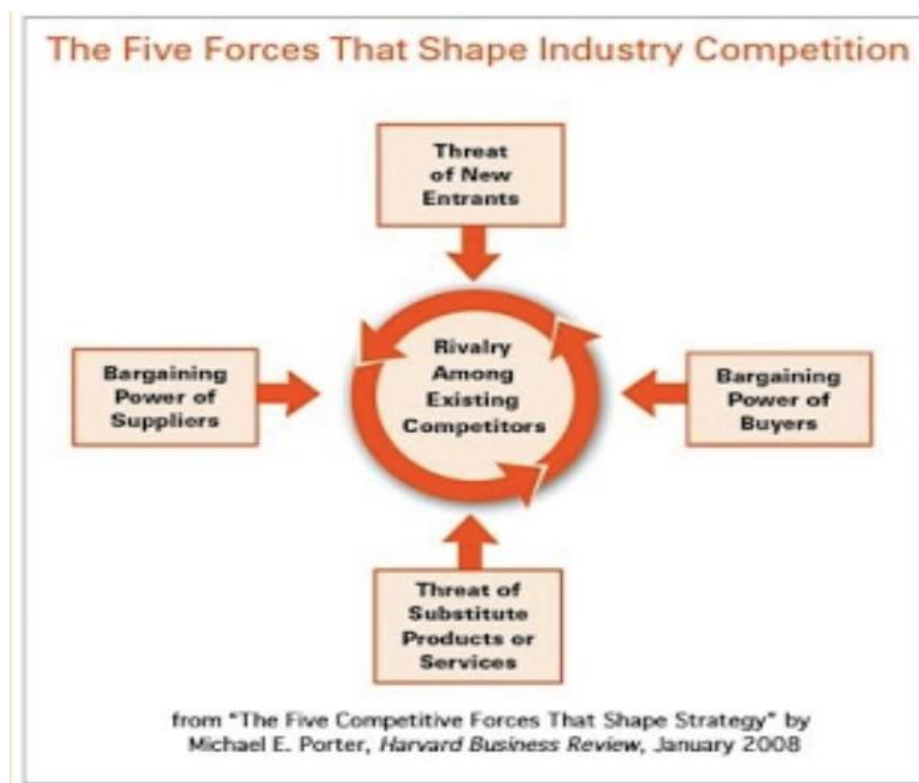 The Five Forces That Shape Industry Competition
Threat
of New
Entrants
Bargaining
Power of
Suppliers
Rivalry
Among
Existing
Competitors
Bargaining
Power of
Buyers
Threat of
Substitute
Products or
Services
from "The Five Competitive Forces That Shape Strategy" by
Michael E. Porter, Harvard Business Review, January 2008